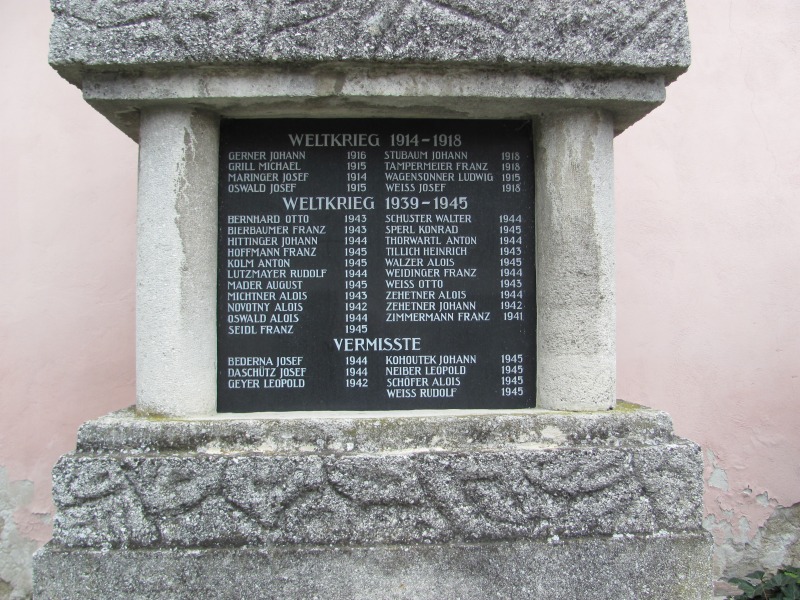 WELTKRIEG 1914-1918
GERNER JOHANN 1916
GRILL MICHAEL 1915
MARINGER JOSEF 1914
OSWALD JOSEF 1915
STUBAUM JOHANN 1918
TAMPERMEIER FRANZ 1918
WAGENSONNER LUDWIG 1915
WEISS JOSEF 1918
WELTKRIEG 1939-1945
BERNHARD OTTO 1943
BIERBAUMER FRANZ 1943
HITTINGER JOHANN 1944
HOFFMANN FRANZ 1945
KOLM ANTON 1945
LUTZMAYER RUDOLF 1944
MADER AUGUST 1945
MICHTNER ALOIS 1945
NOVOTNY ALOIS 1942
OSWALD ALOIS 1944
SEIDL FRANZ 1945
SCHUSTER WALTER 1944
SPERL KONRAD 1945
THORWARTL ANTON 1944
TILLICH HEINRICH 1943
WALZER ALOIS 1945
WEIDINGER FRANZ 1944
WEISS OTTO 1943
ZEHETNER ALOIS 1944
ZEHETNER JOHANN 1942
ZIMMERMANN FRANZ 1941
VERMISSTE
BEDERNA JOSEF 1944
DASCHÜTZ JOSEF 1944
GEYER LEOPOLD 1942
KOHOUTEK JOHANN 1945
NEIBER LEOPOLD 1945
SCHÖFER ALOIS 1945
WEISS RUDOLF 1945